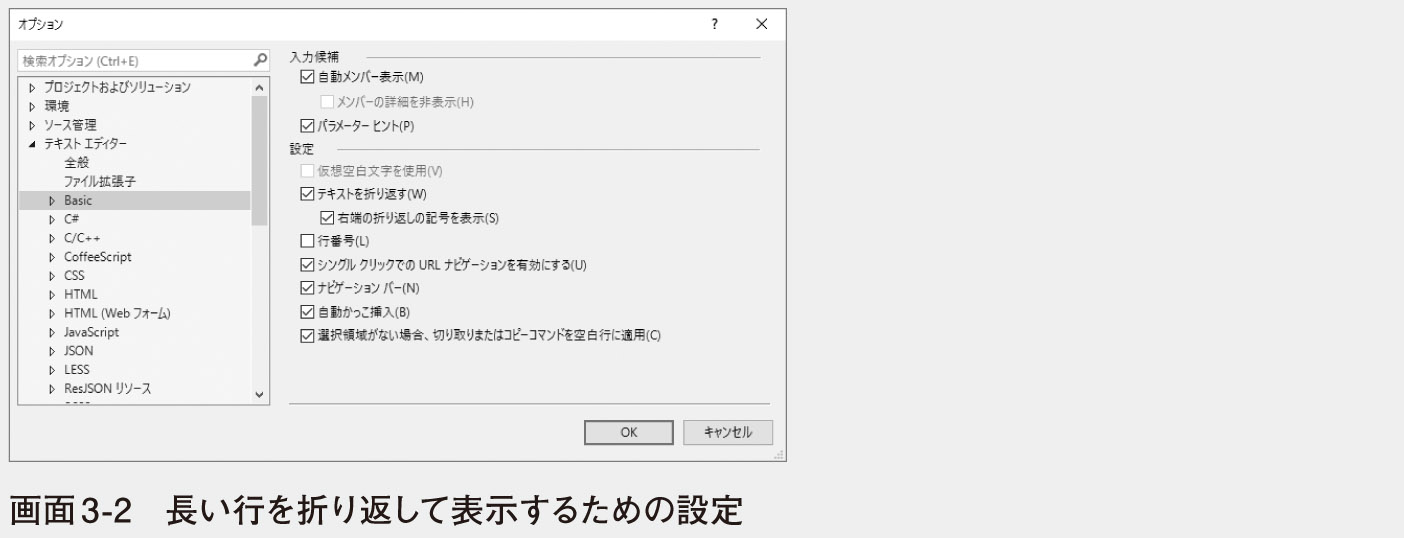 オプション
?
検索オプション (Ctrl+E)
プロジェクトおよびソリューション
環境
ソース管理
テキスト エディター
全般
ファイル拡張子
Basic
C#
C/C++
CoffeeScript
CSS
HTML
HTML (Web フォーム)
JavaScript
JSON
LESS
ResJSON リソース
入力候補
自動メンバー表示(M)
メンバーの詳細を非表示(H)
パラメーター ヒント(P)
設定
仮想空白文字を使用(V)
テキストを折り返す(W)
右端の折り返しの記号を表示(S)
行番号(L)
シングル クリックでの URL ナビゲーションを有効にする(U)
ナビゲーション バー(N)
自動かっこ挿入(B)
選択領域がない場合、切り取りまたはコピーコマンドを空白行に適用(C)
OK
キャンセル
画面3-2　長い行を折り返して表示するための設定